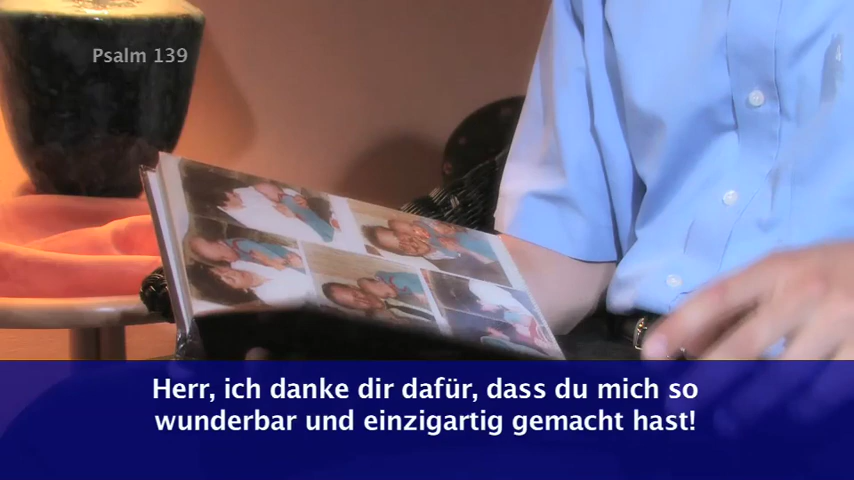 Psalm 139
Herr, ich danke dir dafür, dass du mich so
wunderbar und einzigartig gemacht hast!